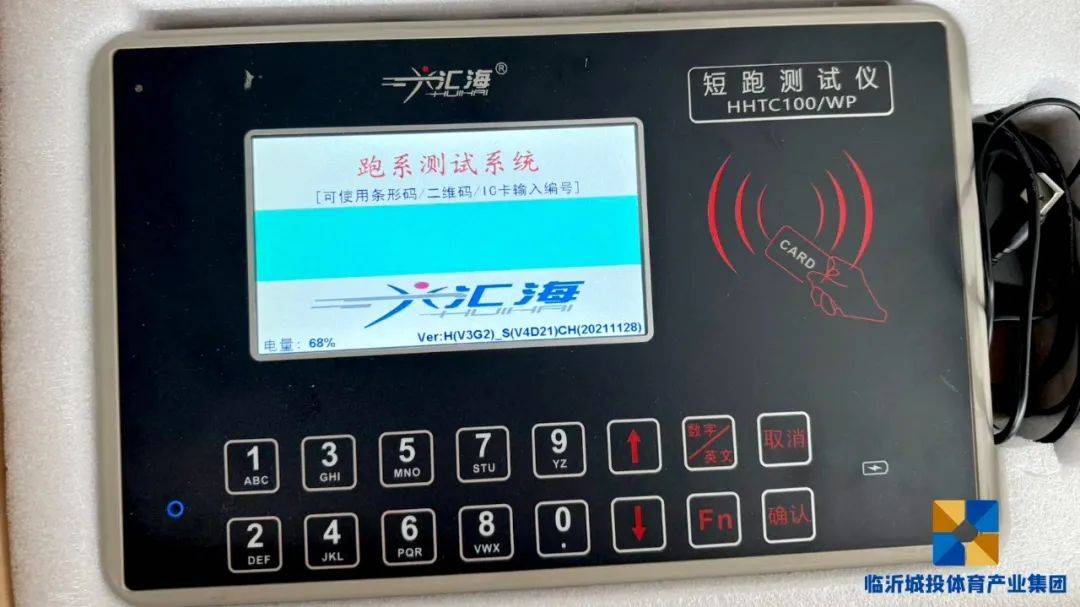 汇海®
HUIHAI
短跑测试仪
HHTC100/WP
跑系测试系统
[可使用条形码/二维码/IC卡输入编号]
汇海
HUIHAI
电量: 68%
Ver:H(V3G2)_S(V4D21)CH(20211128)
CARD
1 3 5 7 9 数字/英文 取消
ABC GHI MNO STU YZ
2 4 6 8 0 Fn 确认
DEF JKL PQR VWX .
临沂城投体育产业集团